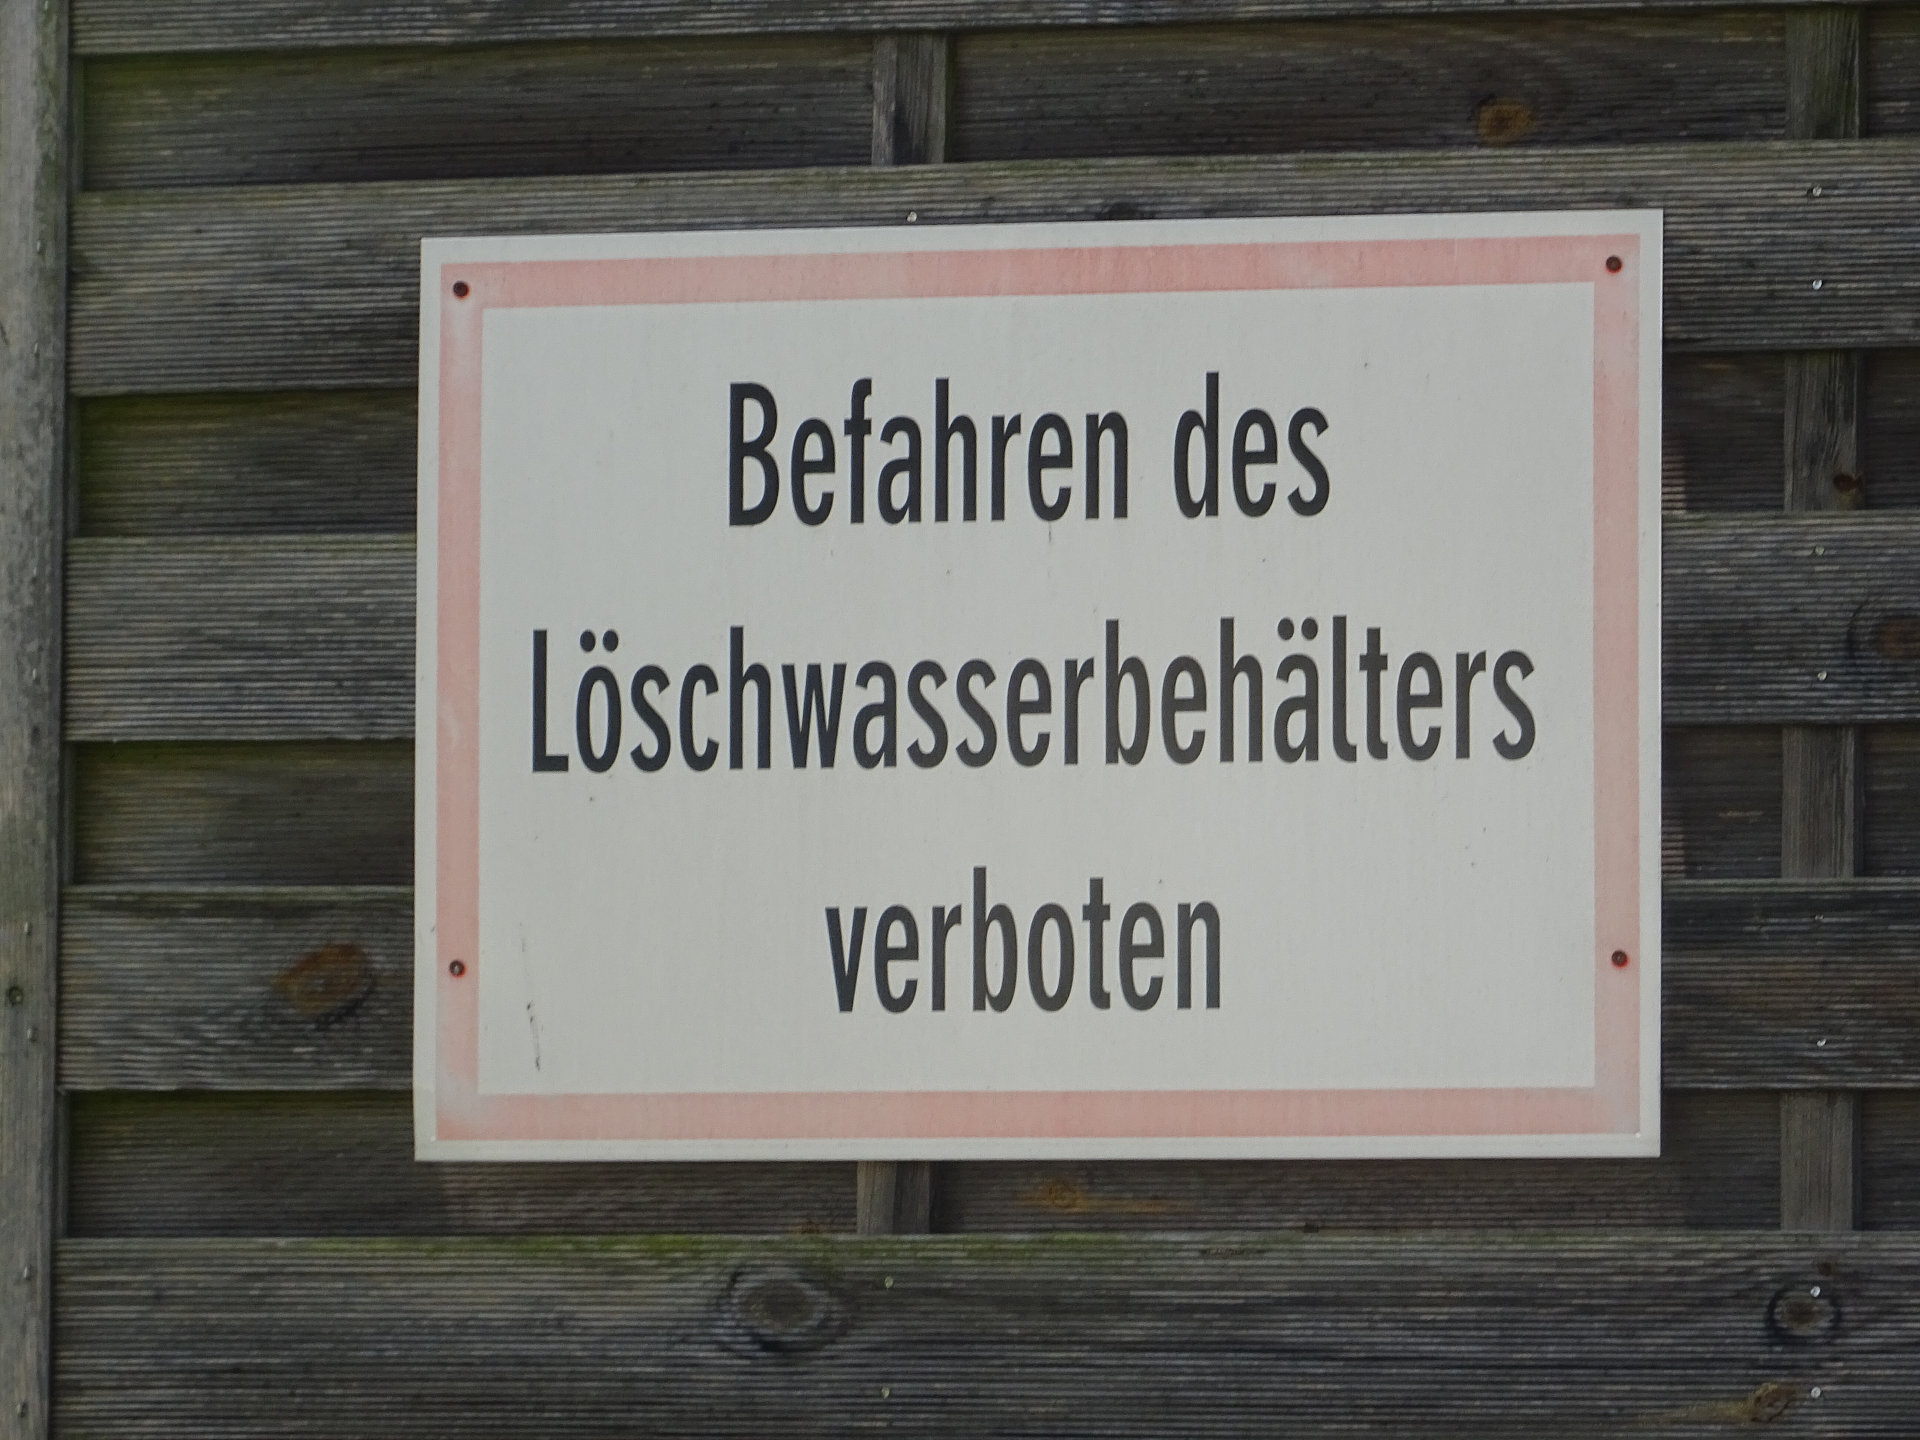 Befahren des
Löschwasserbehälters
verboten